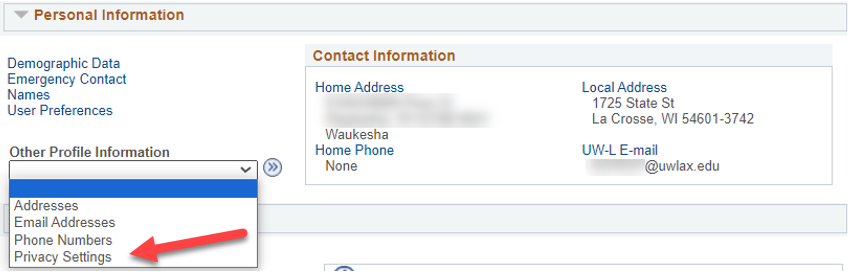 Personal Information
Demographic Data
Emergency Contact
Names
User Preferences
Other Profile Information
Addresses
Email Addresses
Phone Numbers
Privacy Settings
Contact Information
Home Address
Waukesha
Home Phone
None
Local Address
1725 State St
La Crosse, WI 54601-3742
UW-L E-mail
@uwlax.edu